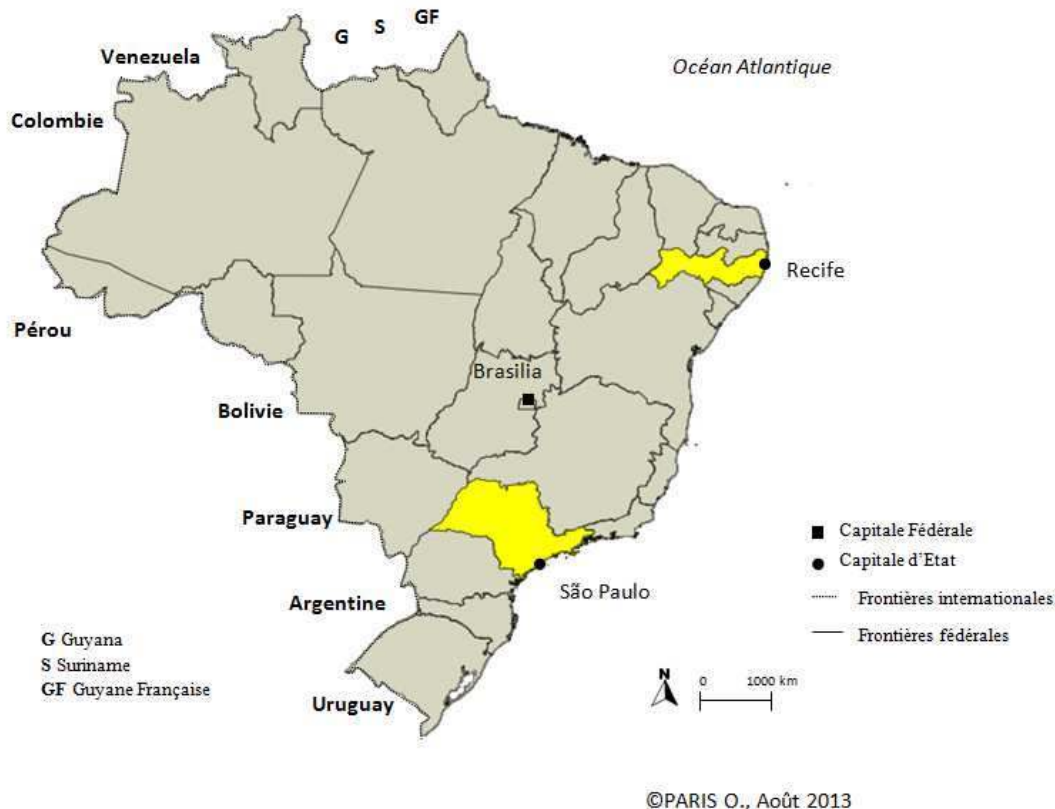 GF
S
G
Venezuela
Océan Atlantique
Colombie
Recife
Pérou
Brasilia
Bolivie
Paraguay
Capitale Fédérale
Capitale d'Etat
São Paulo
Argentine
Frontières internationales
Frontières fédérales
G Guyana
S Suriname
GF Guyane Française
N
0 1000 km
Uruguay
©PARIS O., Août 2013